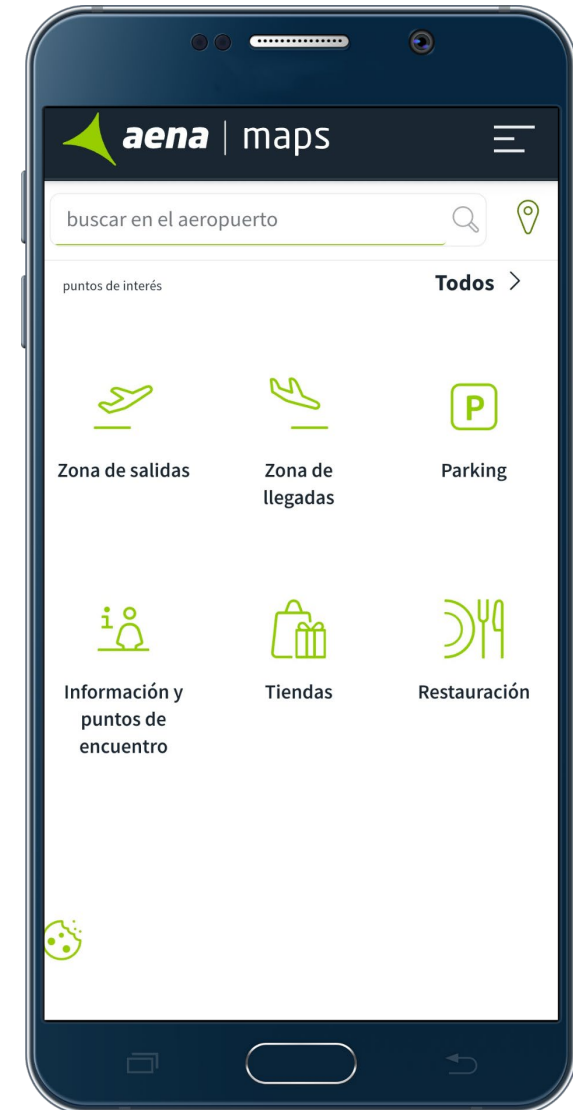 aena | maps
buscar en el aeropuerto
puntos de interés
Todos
P
Zona de salidas
Zona de
llegadas
Parking
i
Información y
puntos de
encuentro
Tiendas
Restauración